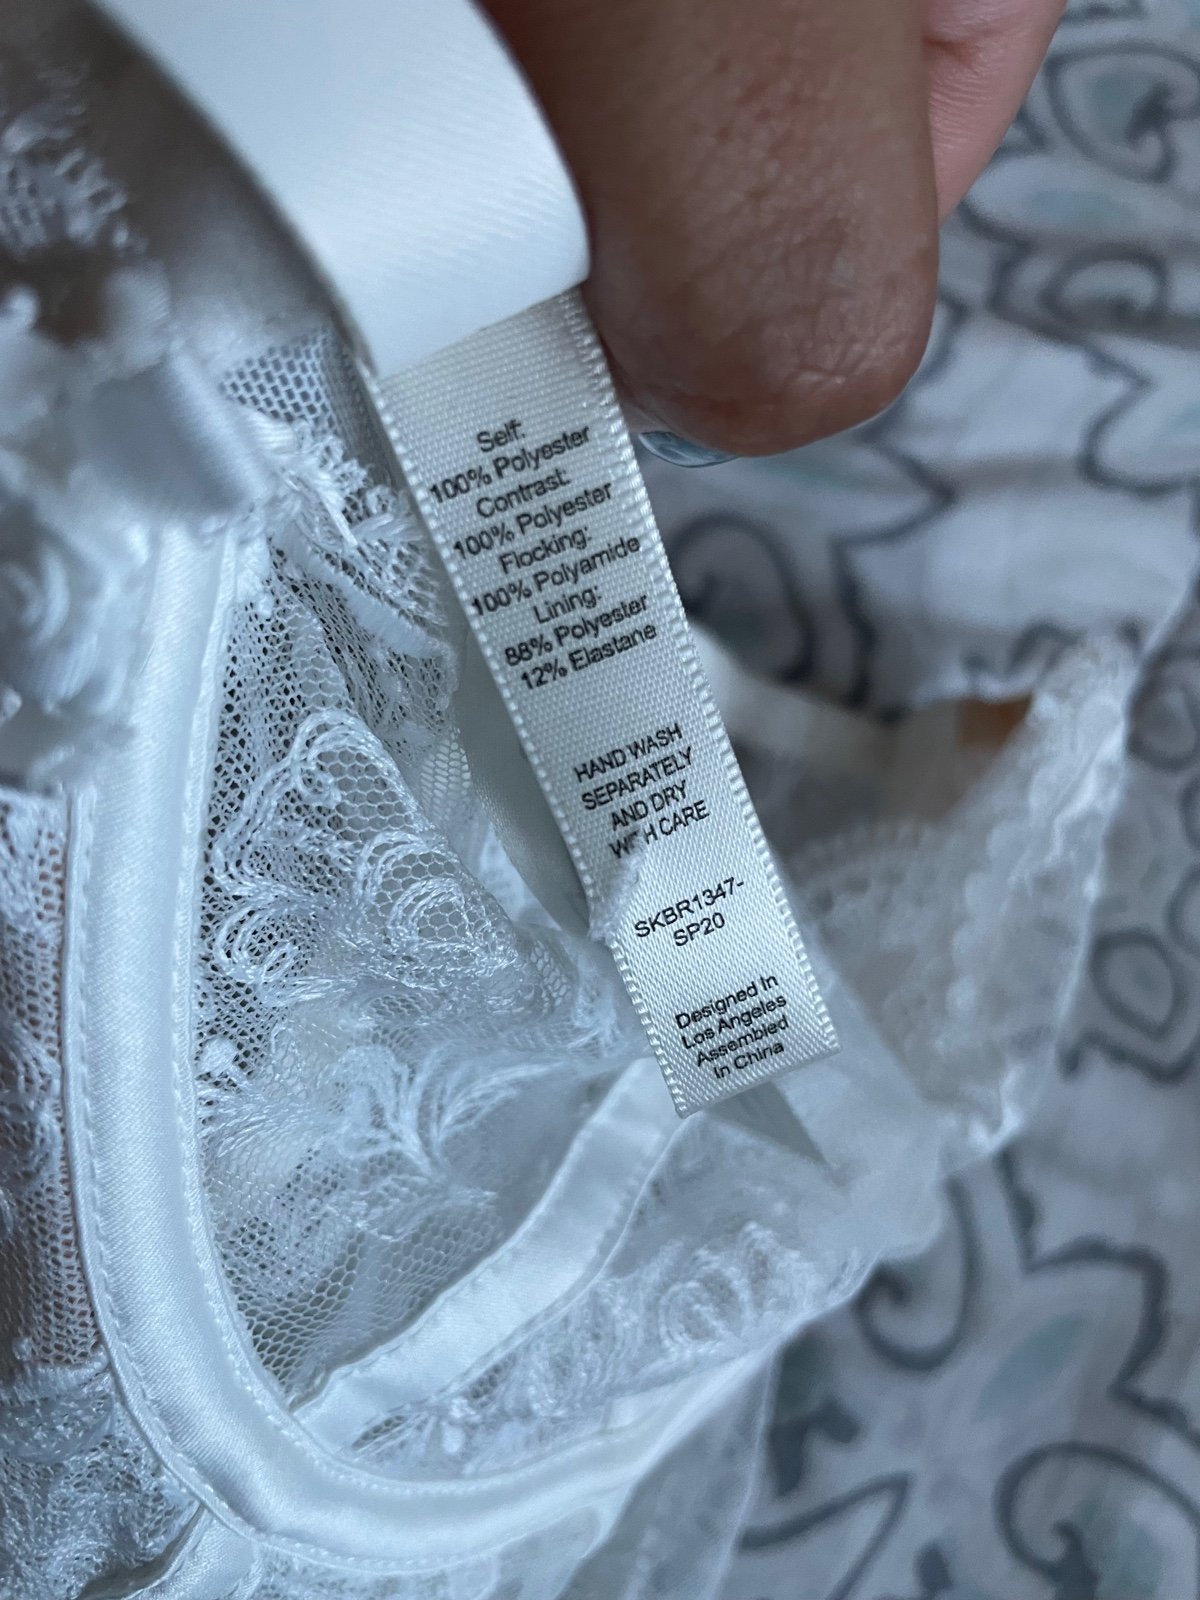 Self:
100% Polyester
Contrast:
100% Polyester
Flocking:
100% Polyamide
Lining:
88% Polyester
12% Elastane
HAND WASH
SEPARATELY
AND DRY
WITH CARE
SKBR1347-
SP20
Designed In
Los Angeles
Assembled
In China